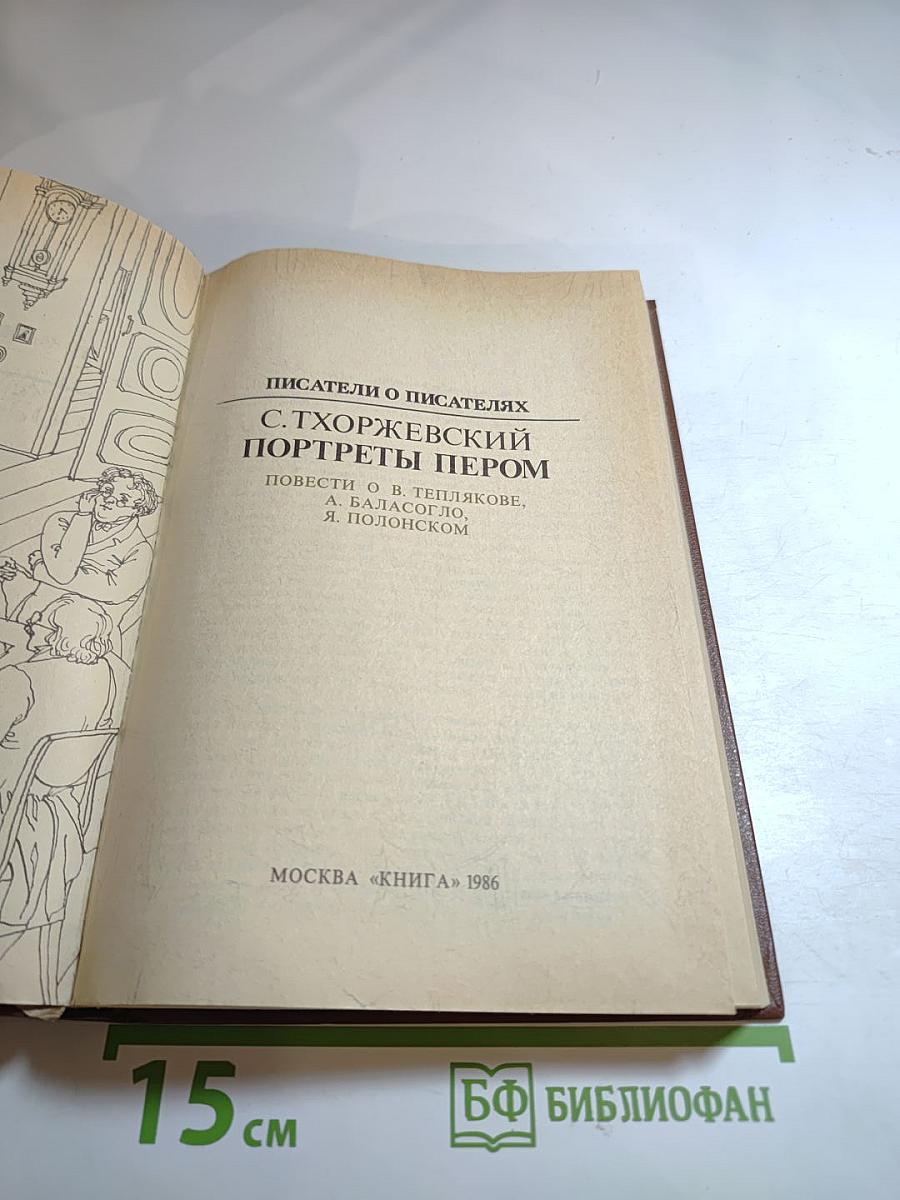 ПИСАТЕЛИ О ПИСАТЕЛЯХ
С. ТХОРЖЕВСКИЙ
ПОРТРЕТЫ ПЕРОМ
ПОВЕСТИ О В. ТЕПЛЯКОВЕ,
А. БАЛАСОГЛО,
Я. ПОЛОНСКОМ
МОСКВА «КНИГА» 1986
15 см
БФ БИБЛИОФАН